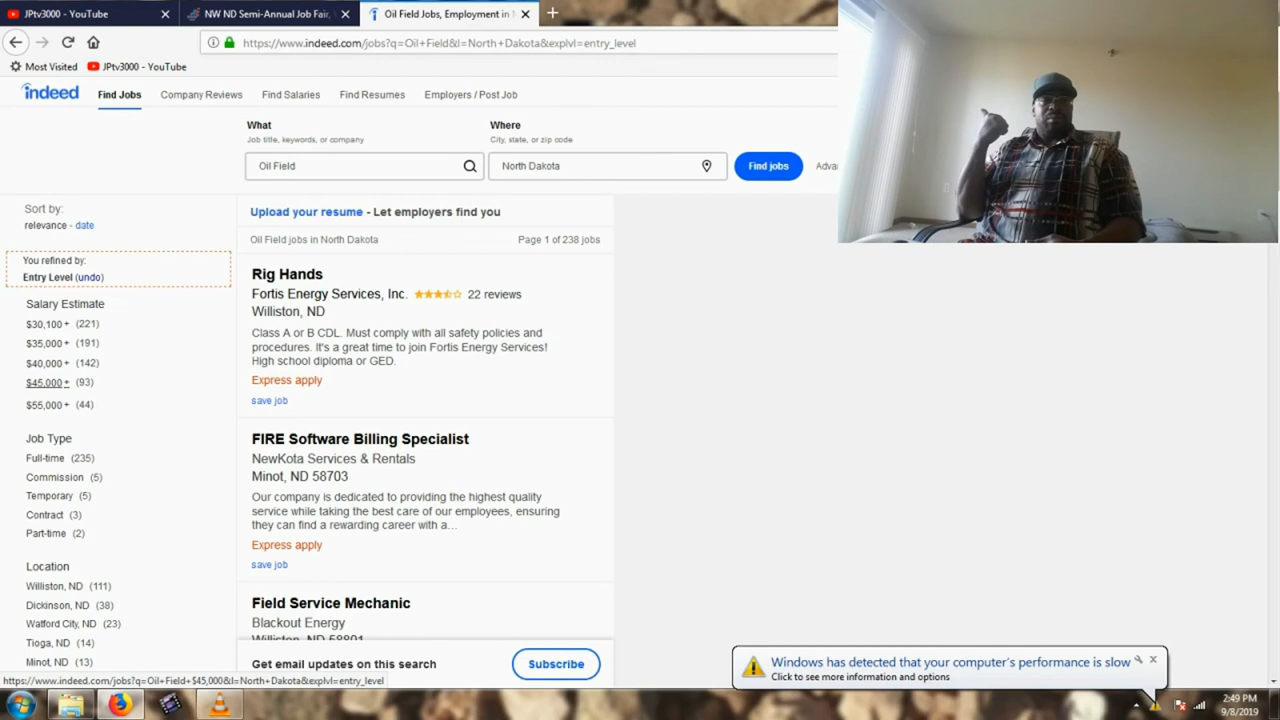 JPtv3000 - YouTube
NW ND Semi-Annual Job Fair,
Oil Field Jobs, Employment in N
https://www.indeed.com/jobs?q=Oil+Field&l=North+Dakota&explvl=entry_level
Most Visited
JPtv3000 - YouTube
indeed
Find Jobs
Company Reviews
Find Salaries
Find Resumes
Employers / Post Job
What
Job title, keywords, or company
Where
City, state, or zip code
Oil Field
North Dakota
Find jobs
Adva
Sort by:
relevance - date
You refined by:
Entry Level (undo)
Salary Estimate
$30,100+ (221)
$35,000+ (191)
$40,000+ (142)
$45,000+ (93)
$55,000+ (44)
Job Type
Full-time (235)
Commission (5)
Temporary (5)
Contract (3)
Part-time (2)
Location
Williston, ND (111)
Dickinson, ND (38)
Watford City, ND (23)
Tioga, ND (14)
Minot, ND (13)
Upload your resume - Let employers find you
Oil Field jobs in North Dakota
Page 1 of 238 jobs
Rig Hands
Fortis Energy Services, Inc. 22 reviews
Williston, ND
Class A or B CDL. Must comply with all safety policies and
procedures. It's a great time to join Fortis Energy Services!
High school diploma or GED.
Express apply
save job
FIRE Software Billing Specialist
NewKota Services & Rentals
Minot, ND 58703
Our company is dedicated to providing the highest quality
service while taking the best care of our employees, ensuring
they can find a rewarding career with a...
Express apply
save job
Field Service Mechanic
Blackout Energy
Williston, ND 58801
Get email updates on this search
Subscribe
https://www.indeed.com/jobs?q=Oil+Field+$45,000&l=North+Dakota&explvl=entry_level
Windows has detected that your computer's performance is slow
Click to see more information and options
2:49 PM
9/8/2019